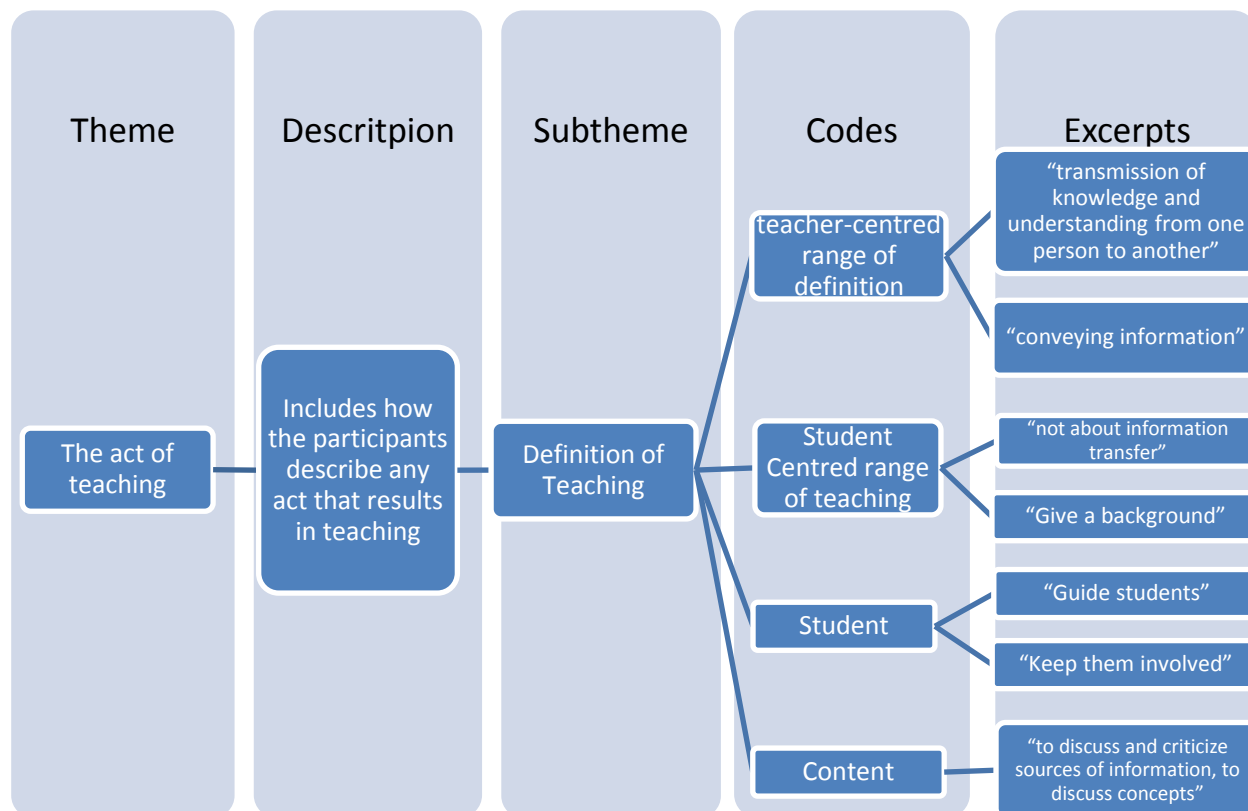 Theme
Descritpion
Subtheme
Codes
Excerpts
The act of
teaching
Includes how
the participants
describe any
act that results
in teaching
Definition of
Teaching
teacher-centred
range of
definition
“transmission of
knowledge and
understanding from one
person to another”
“conveying information”
Student
Centred range
of teaching
“not about information
transfer”
“Give a background”
Student
“Guide students”
“Keep them involved”
Content
“to discuss and criticize
sources of information, to
discuss concepts”